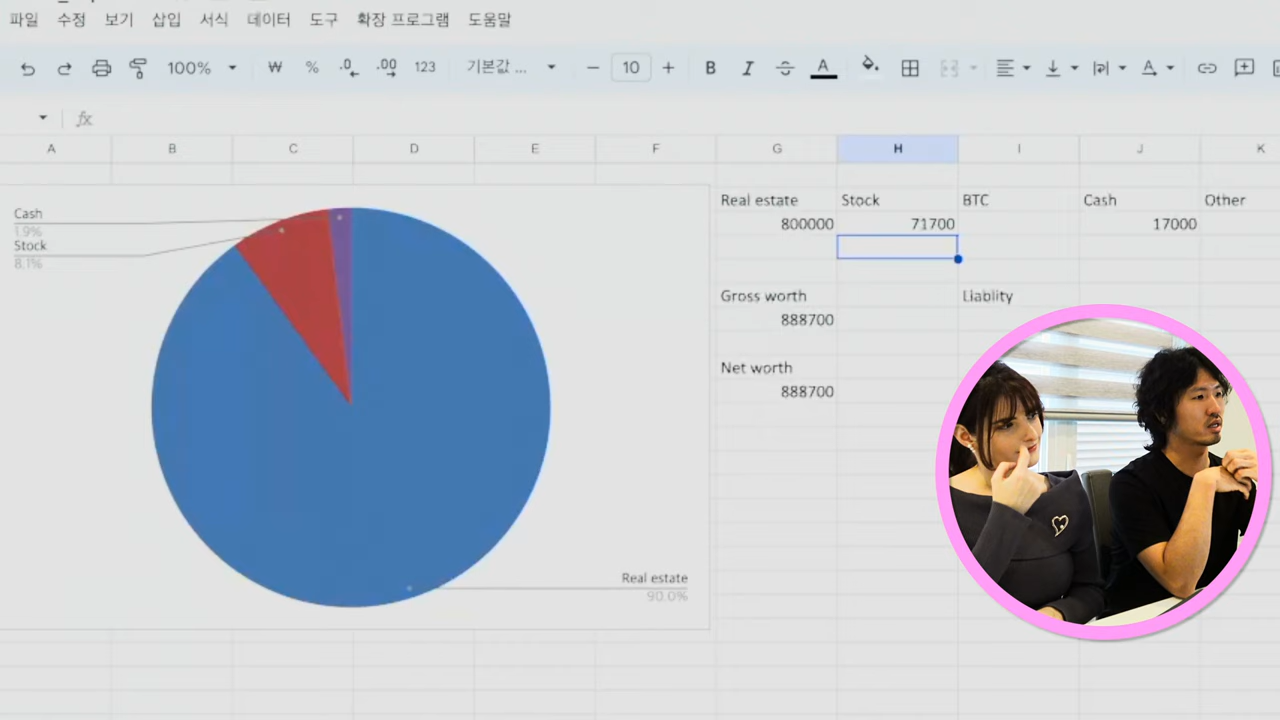 파일 수정 보기 삽입 서식 데이터 도구 확장 프로그램 도움말
100% ₩ % .0 .00 123 기본값 ... 10 B I A A
fx
A B C D E F G H I J K
Real estate Stock BTC Cash Other
800000 71700 17000
Gross worth Liablity
888700
Net worth
888700
Cash
1.9%
Stock
8.1%
Real estate
90.0%